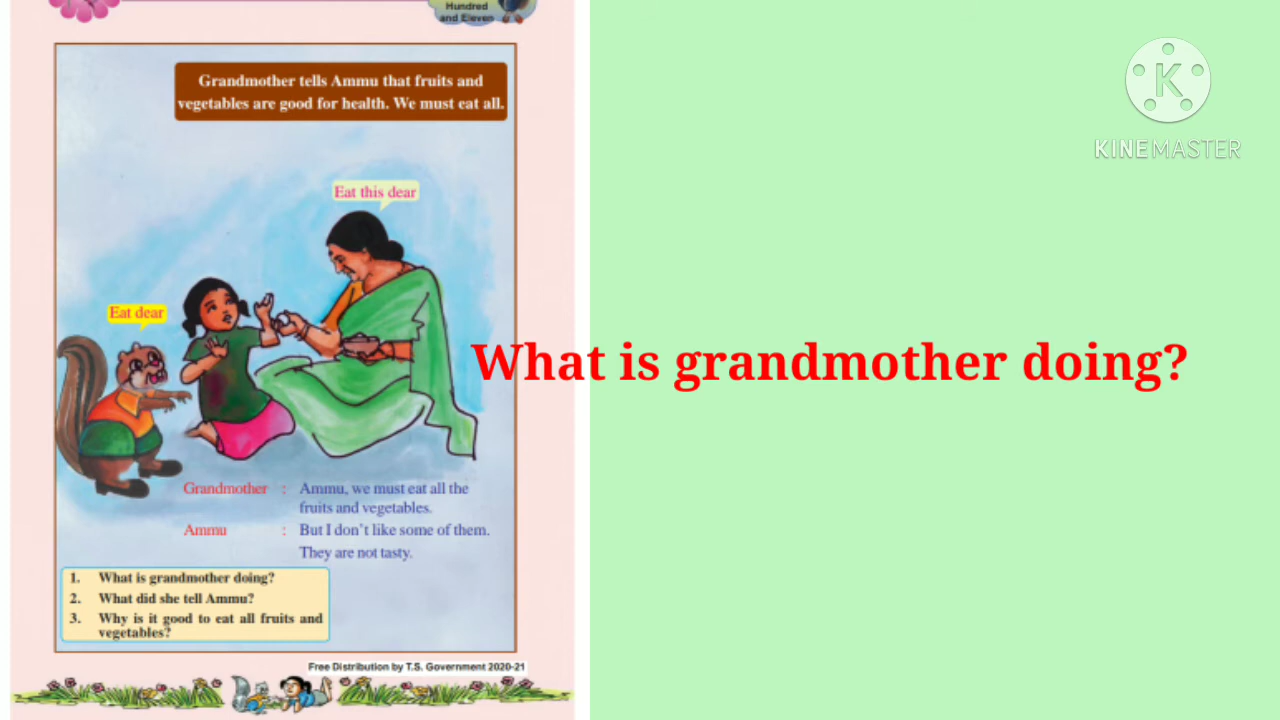 Hundred
and Eleven
Grandmother tells Ammu that fruits and
vegetables are good for health. We must eat all.
Eat this dear
Eat dear
Grandmother : Ammu, we must eat all the
fruits and vegetables.
Ammu : But I don't like some of them.
They are not tasty.
1. What is grandmother doing?
2. What did she tell Ammu?
3. Why is it good to eat all fruits and
vegetables?
Free Distribution by T.S. Government 2020-21
What is grandmother doing?
K
KINEMASTER